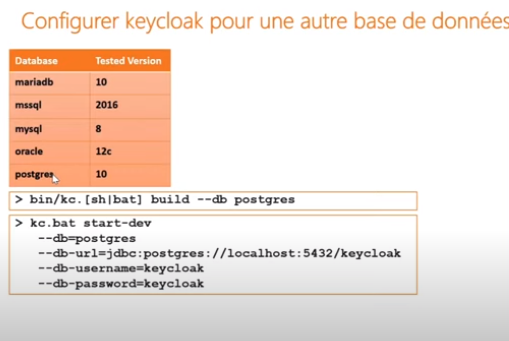 Configurer keycloak pour une autre base de données
Database Tested Version
mariadb 10
mssql 2016
mysql 8
oracle 12c
postgres 10
> bin/kc.[sh|bat] build --db postgres
> kc.bat start-dev
--db=postgres
--db-url=jdbc:postgres://localhost:5432/keycloak
--db-username=keycloak
--db-password=keycloak